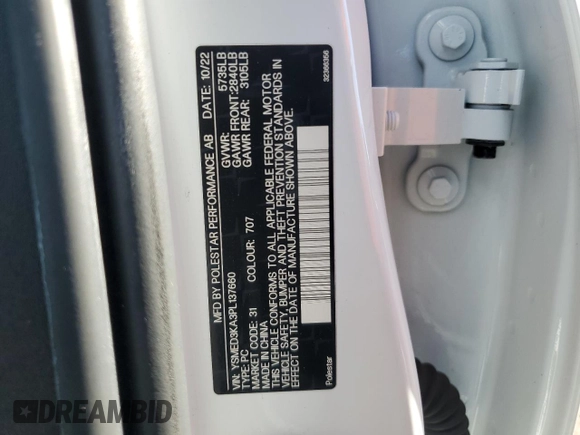 MFD BY POLESTAR PERFORMANCE AB DATE: 10/22
GVWR: 5735LB
GAWR FRONT:2840LB
GAWR REAR: 3105LB
VIN: YSMED3KA3PL137660
TYPE: PC
MARKET CODE: 31 COLOUR: 707
MADE IN CHINA
THIS VEHICLE CONFORMS TO ALL APPLICABLE FEDERAL MOTOR
VEHICLE SAFETY, BUMPER AND THEFT PREVENTION STANDARDS IN
EFFECT ON THE DATE OF MANUFACTURE SHOWN ABOVE.
Polestar 32366356
DREAMBID